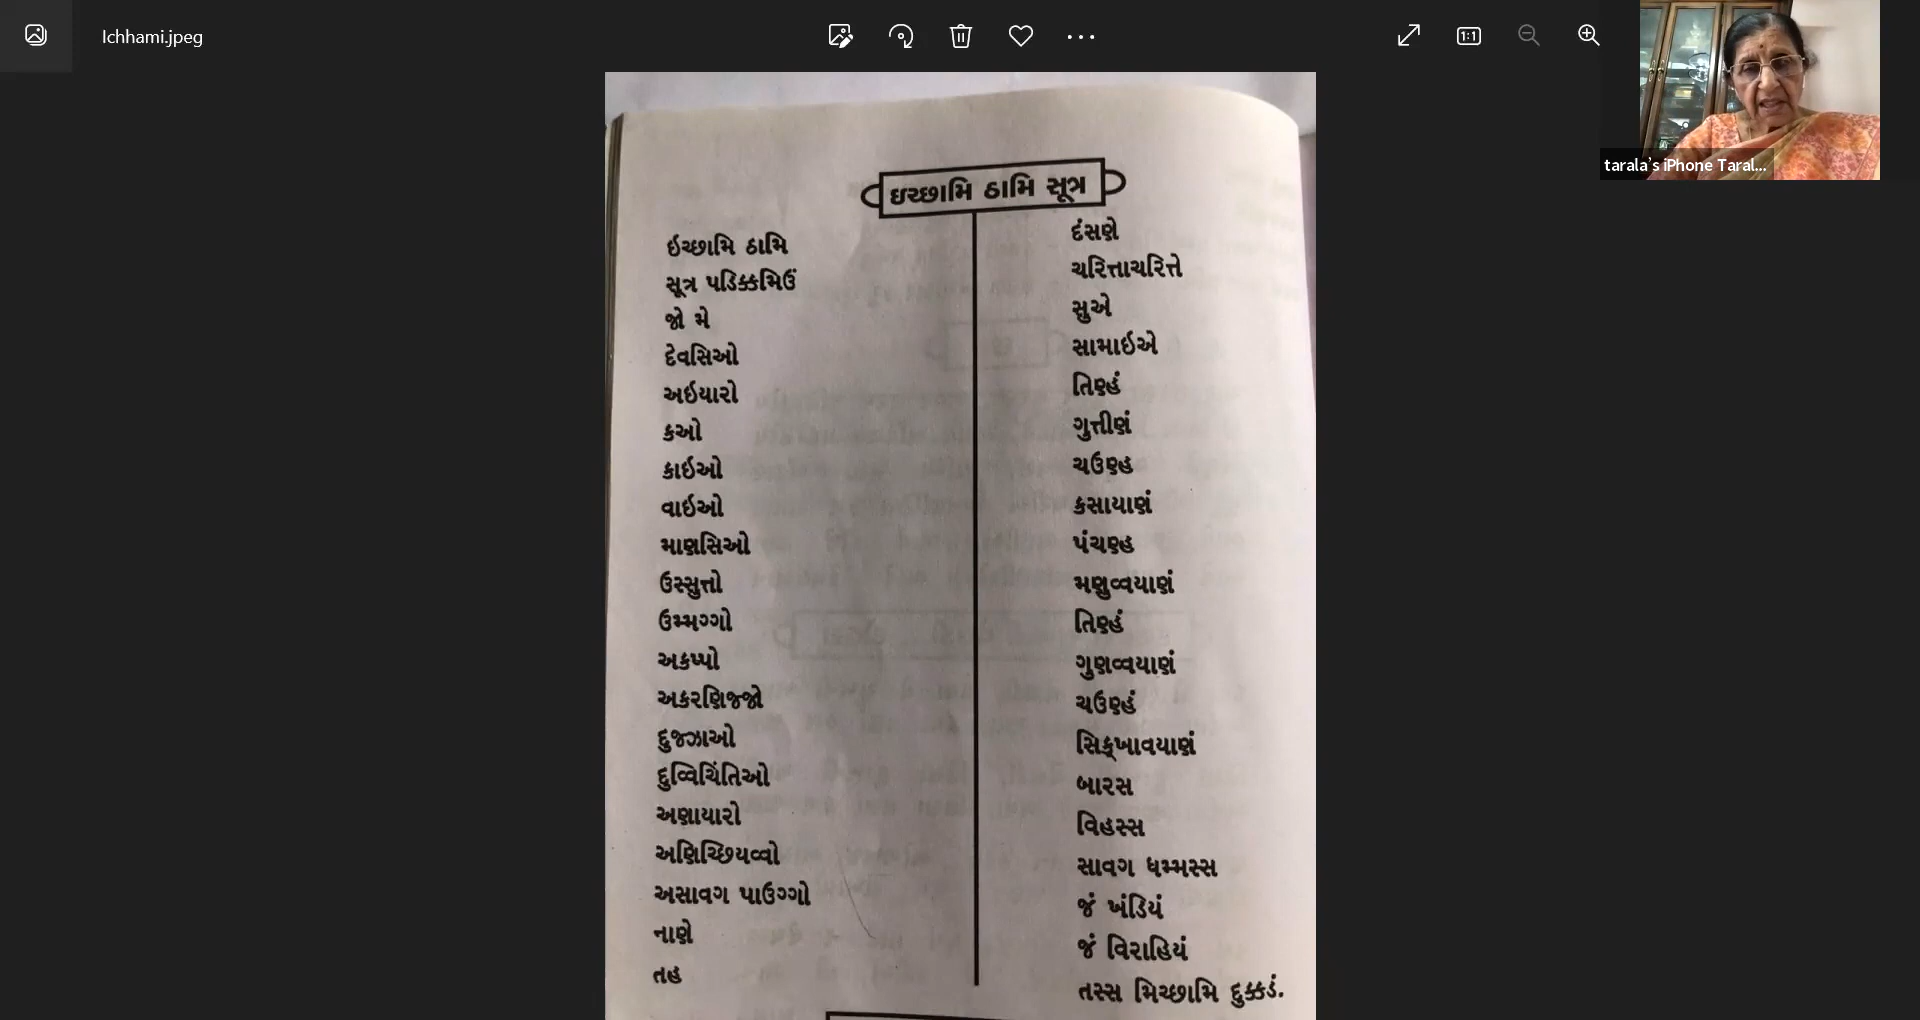 Ichhami.jpeg
tarala's iPhone Taral...
ઇચ્છામિ ઠામિ સૂત્ર
ઇચ્છામિ ઠામિ
સૂત્ર પડિક્કમિઉં
જો મે
દેવસિઓ
અઇયારો
કઓ
કાઇઓ
વાઇઓ
માણસિઓ
ઉસ્સુત્તો
ઉમ્મગ્ગો
અકપ્પો
અકરણિજ્જો
દુજ્ઝાઓ
દુવ્વિચિંતિઓ
અણાયારો
અણિચ્છિયવ્વો
અસાવગ પાઉગ્ગો
નાણે
તહ
દંસણે
ચરિત્તાચરિત્તે
સુએ
સામાઇએ
તિણ્હં
ગુત્તીણં
ચઉણ્હ
કસાયાણં
પંચણ્હ
મણુવ્વયાણં
તિણ્હં
ગુણવ્વયાણં
ચઉણ્હં
સિક્ખાવયાણં
બારસ
વિહસ્સ
સાવગ ધમ્મસ્સ
જં ખંડિયં
જં વિરાહિયં
તસ્સ મિચ્છામિ દુક્કડં.